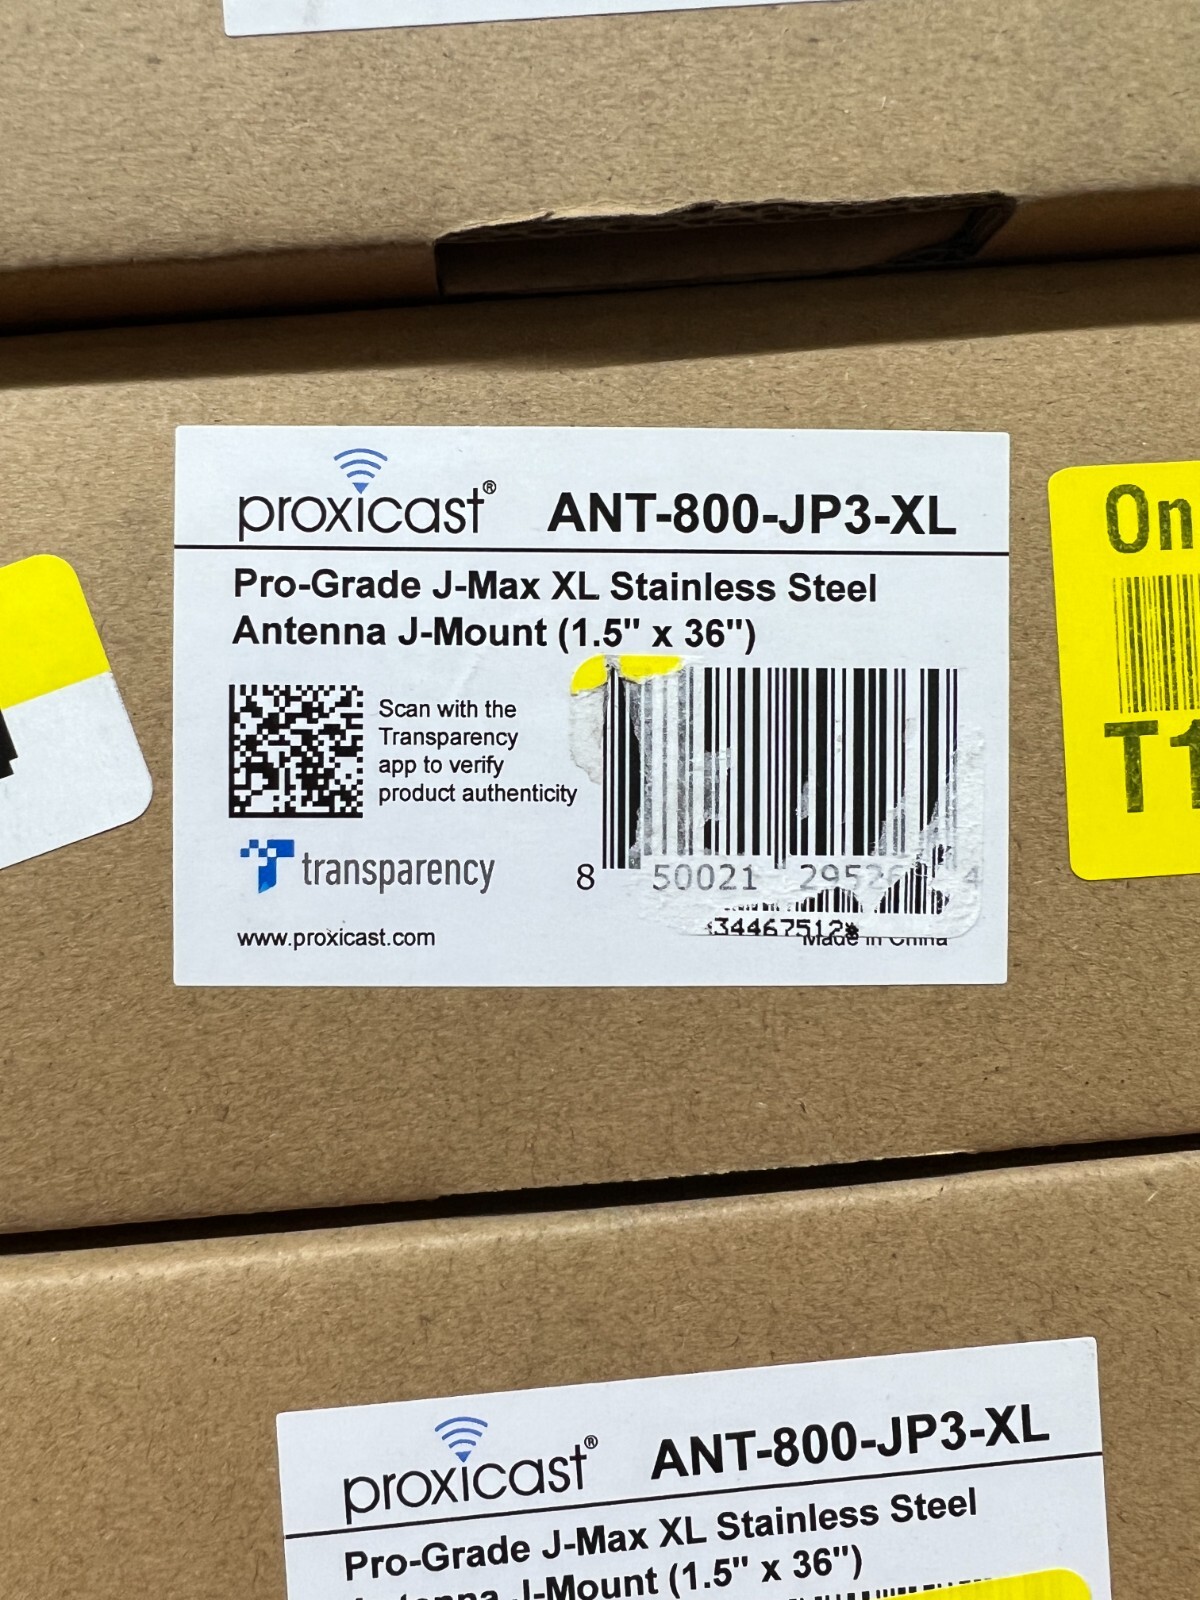 proxicast® ANT-800-JP3-XL
Pro-Grade J-Max XL Stainless Steel
Antenna J-Mount (1.5" x 36")
Scan with the
Transparency
app to verify
product authenticity
transparency
8 50021
34467512*
www.proxicast.com
Made in China
On
T1
proxicast® ANT-800-JP3-XL
Pro-Grade J-Max XL Stainless Steel
Antenna J-Mount (1.5" x 36")